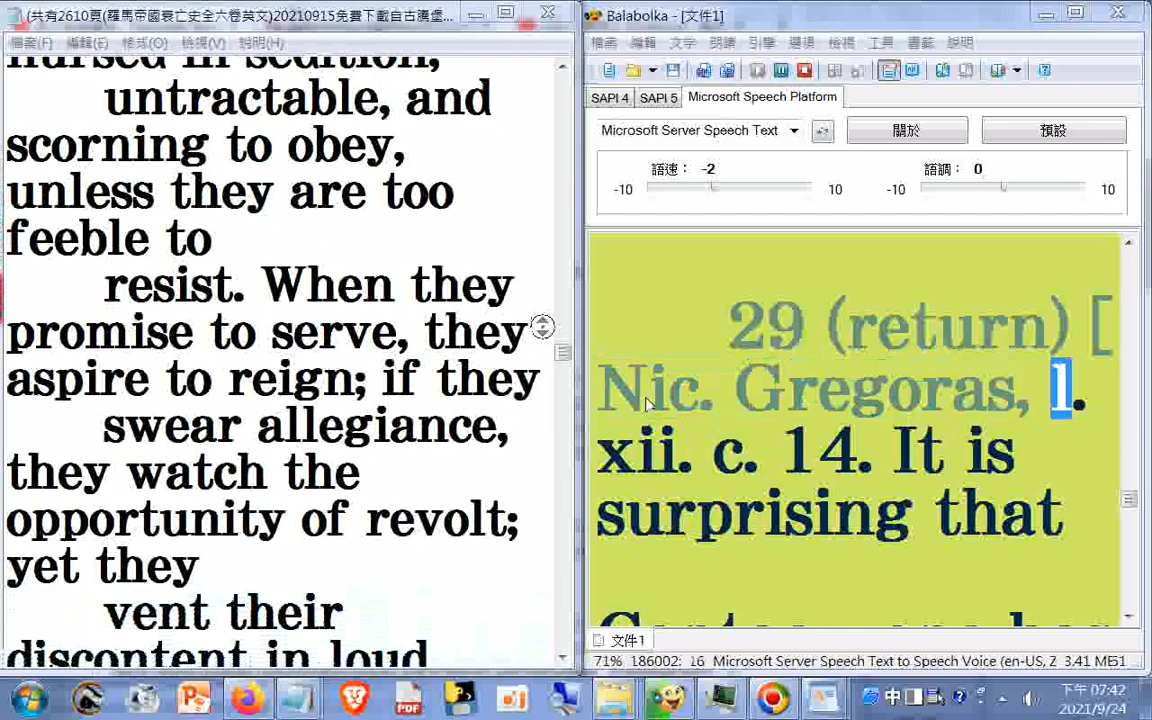 (共有2610頁(羅馬帝國衰亡史全六卷英文)20210915免費下載自古騰堡...
檔案(F) 編輯(E) 格式(O) 檢視(V) 說明(H)
nursed in sedition,
untractable, and
scorning to obey,
unless they are too
feeble to
resist. When they
promise to serve, they
aspire to reign; if they
swear allegiance,
they watch the
opportunity of revolt;
yet they
vent their
discontent in loud
Balabolka - [文件1]
檔案 編輯 文字 朗讀 引擎 選項 檢視 工具 書籤 說明
SAPI 4 SAPI 5 Microsoft Speech Platform
Microsoft Server Speech Text 關於 預設
語速： -2 語調： 0
-10 10 -10 10
29 (return) [
Nic. Gregoras, l.
xii. c. 14. It is
surprising that
文件1
71% 186002: 16 Microsoft Server Speech Text to Speech Voice (en-US, Z 3.41 MB
PDF
中
下午 07:42
2021/9/24